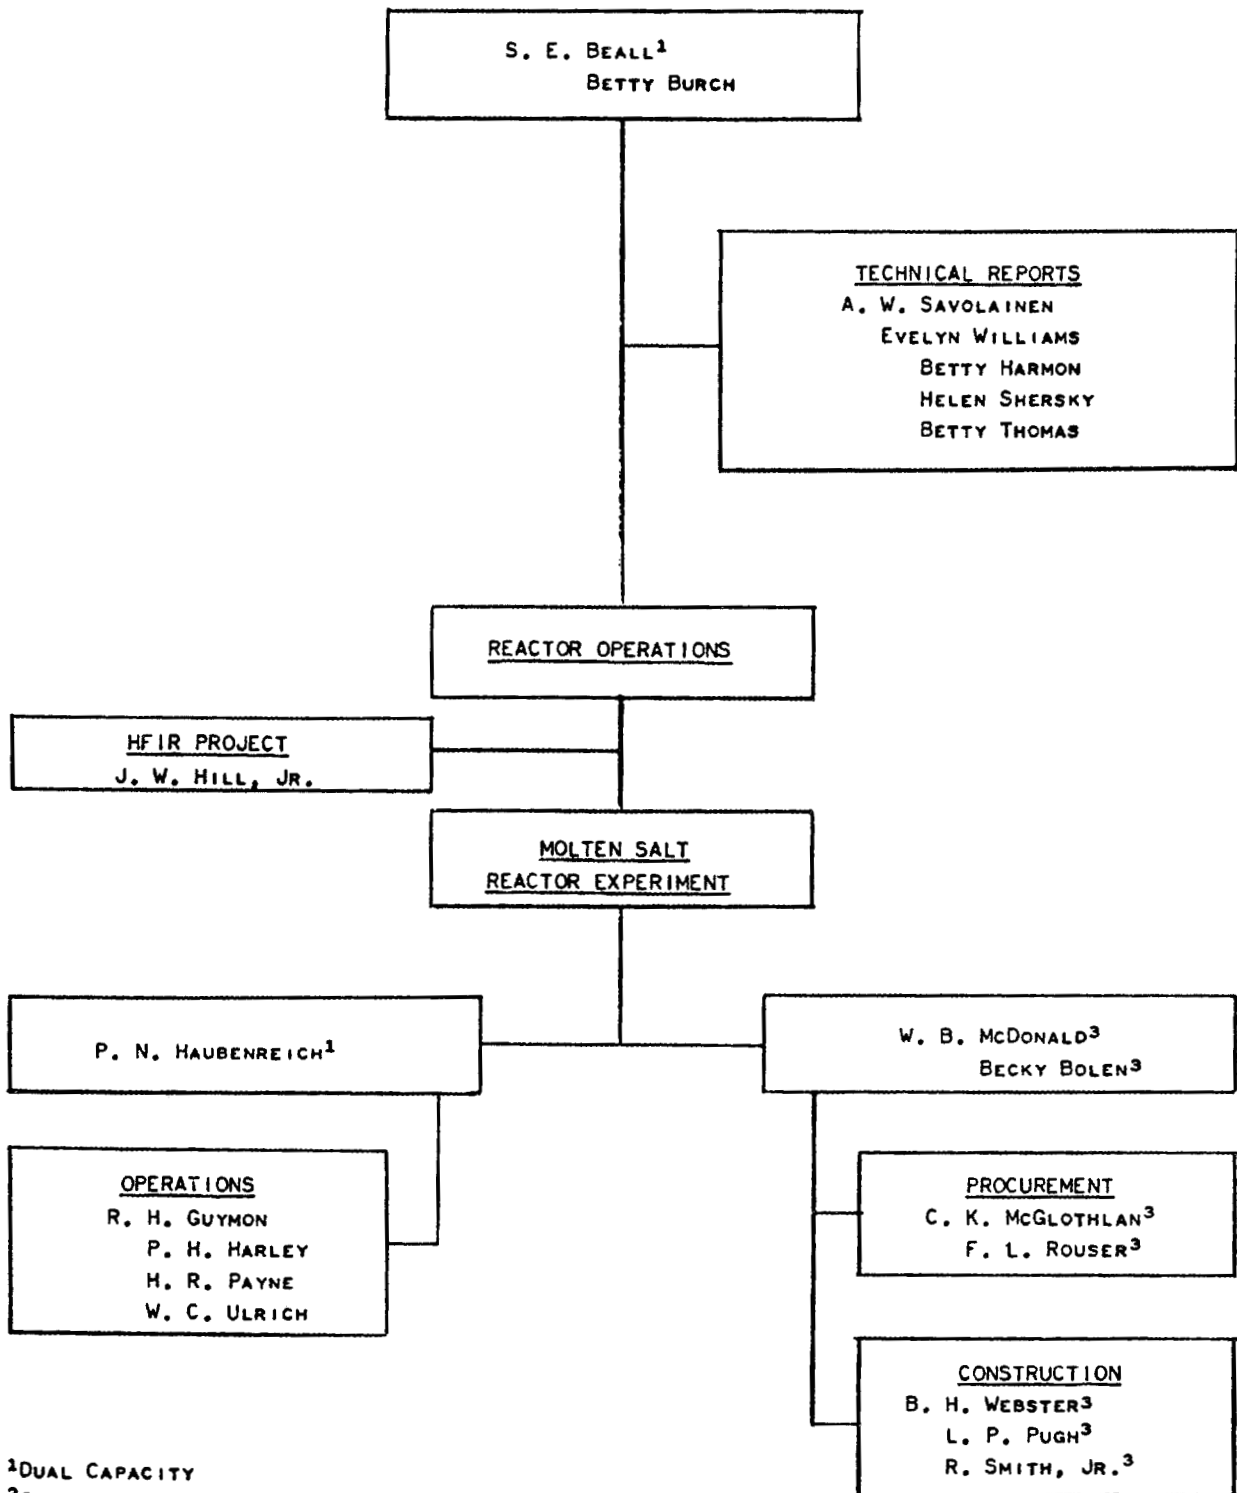 S. E. BEALL¹
BETTY BURCH
TECHNICAL REPORTS
A. W. SAVOLAINEN
EVELYN WILLIAMS
BETTY HARMON
HELEN SHERSKY
BETTY THOMAS
REACTOR OPERATIONS
HFIR PROJECT
J. W. HILL, JR.
MOLTEN SALT
REACTOR EXPERIMENT
P. N. HAUBENREICH¹
W. B. MCDONALD³
BECKY BOLEN³
OPERATIONS
R. H. GUYMON
P. H. HARLEY
H. R. PAYNE
W. C. ULRICH
PROCUREMENT
C. K. MCGLOTHLAN³
F. L. ROUSER³
CONSTRUCTION
B. H. WEBSTER³
L. P. PUGH³
R. SMITH, JR.³
¹DUAL CAPACITY